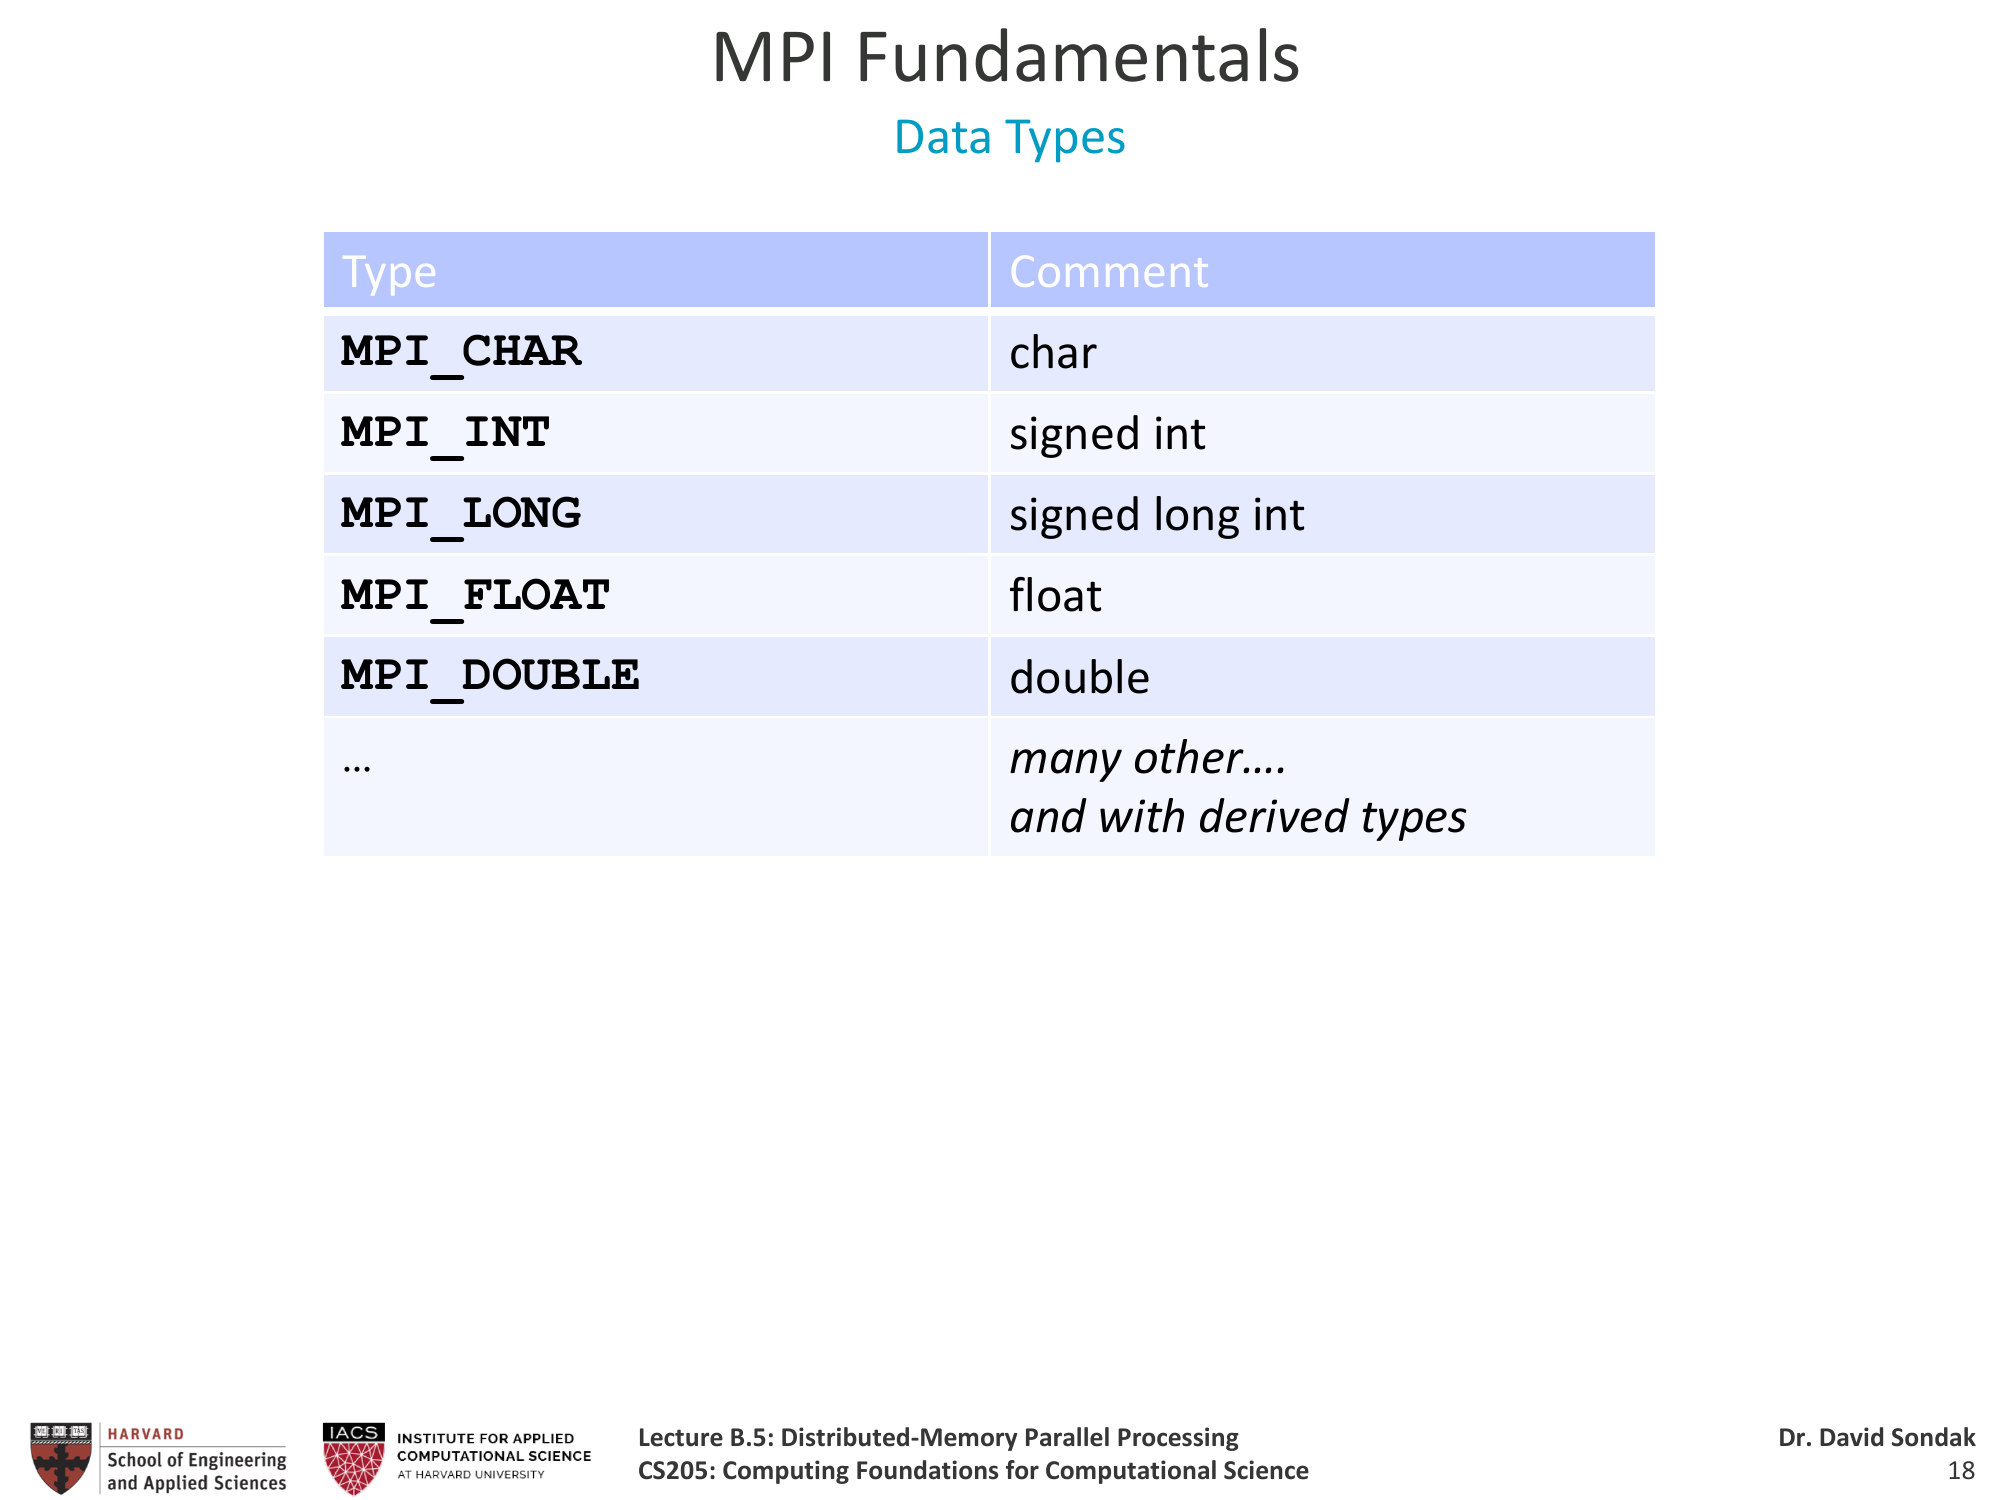 MPI Fundamentals
Data Types
Type Comment
MPI_CHAR char
MPI_INT signed int
MPI_LONG signed long int
MPI_FLOAT float
MPI_DOUBLE double
... many other....
and with derived types
HARVARD
School of Engineering
and Applied Sciences
IACS
INSTITUTE FOR APPLIED
COMPUTATIONAL SCIENCE
AT HARVARD UNIVERSITY
Lecture B.5: Distributed-Memory Parallel Processing
CS205: Computing Foundations for Computational Science
Dr. David Sondak
18